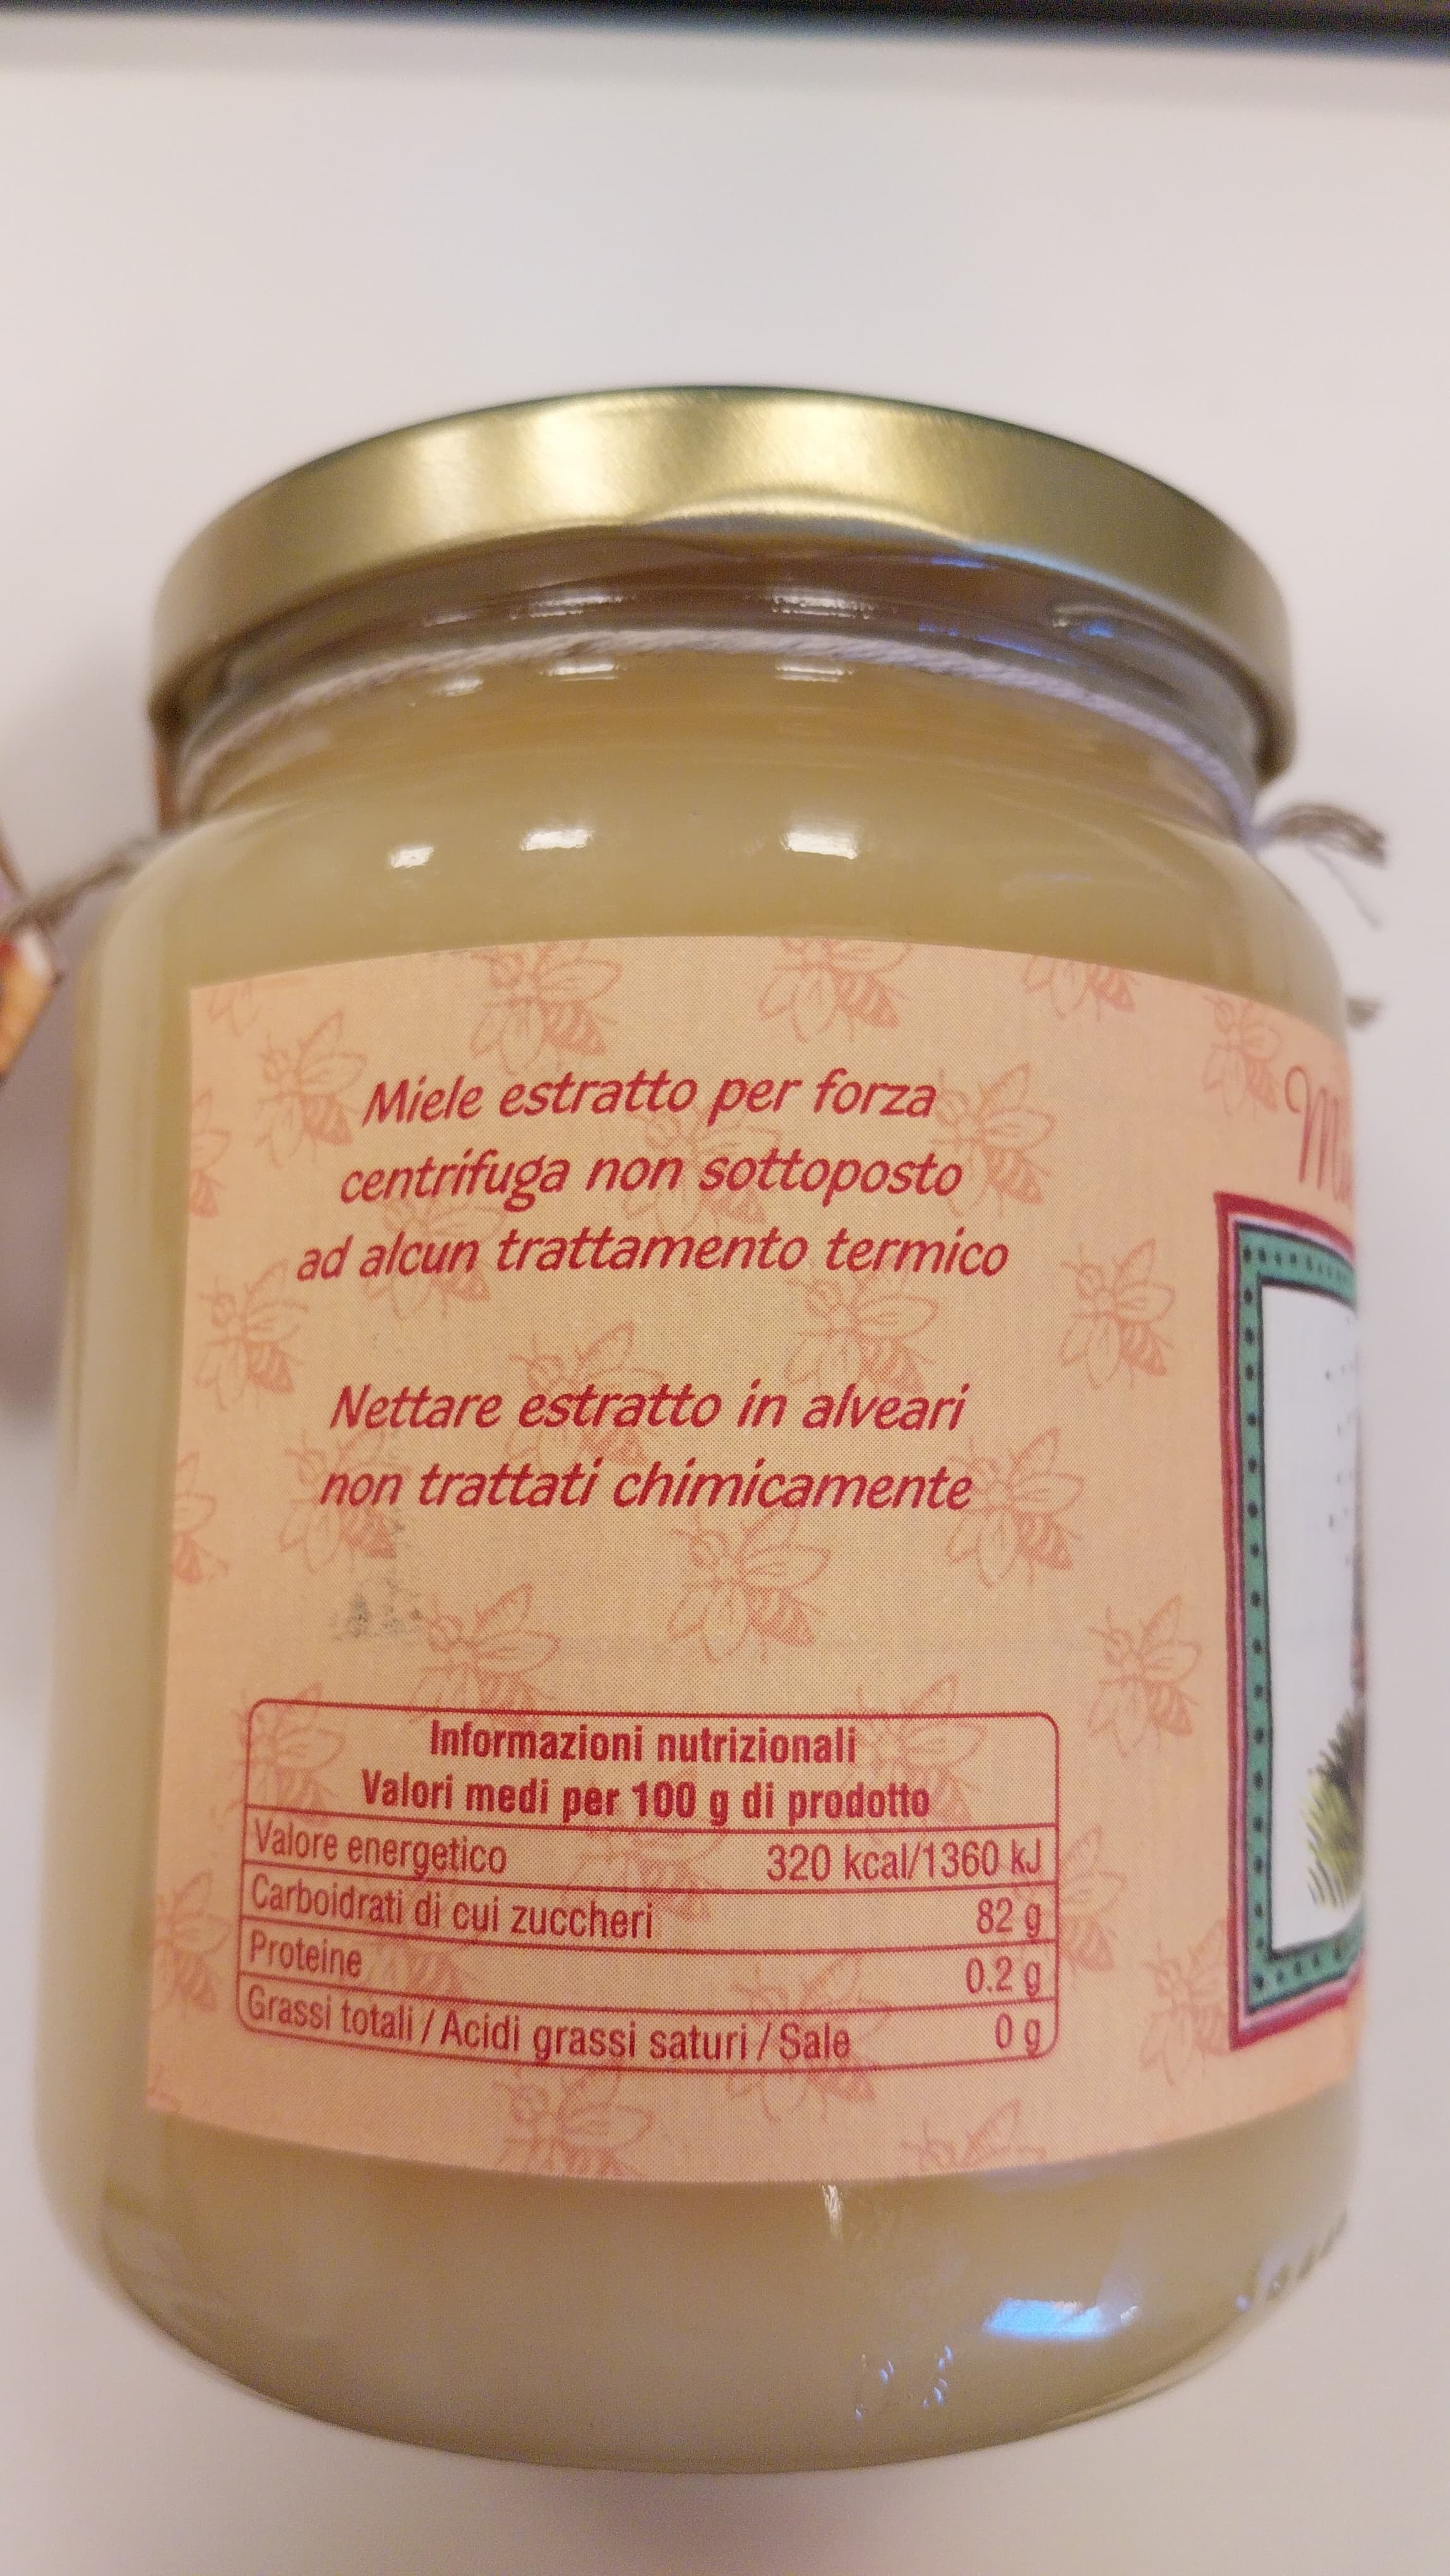 Miele estratto per forza
centrifuga non sottoposto
ad alcun trattamento termico
Nettare estratto in alveari
non trattati chimicamente
Informazioni nutrizionali
Valori medi per 100 g di prodotto
Valore energetico 320 kcal/1360 kJ
Carboidrati di cui zuccheri 82 g
Proteine 0.2 g
Grassi totali / Acidi grassi saturi / Sale 0 g